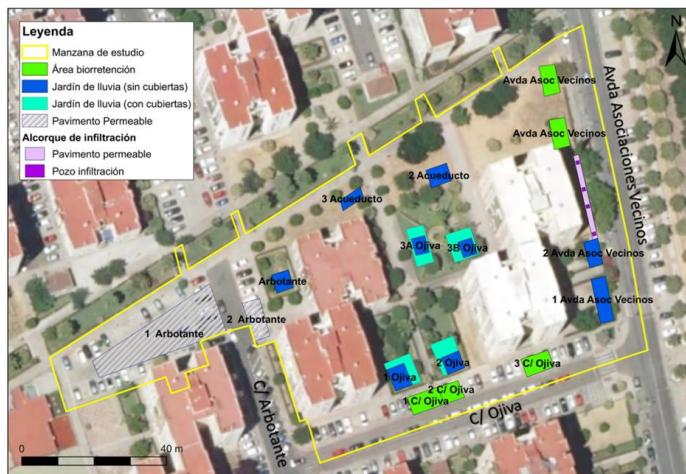 Leyenda
Manzana de estudio
Área biorretención
Jardín de lluvia (sin cubiertas)
Jardín de lluvia (con cubiertas)
Pavimento Permeable
Alcorque de infiltración
Pavimento permeable
Pozo infiltración
N
Avda Asoc Vecinos
Avda Asociaciones Vecinos
Avda Asoc Vecinos
2 Acueducto
3 Acueducto
3A Ojiva
3B Ojiva
2 Avda Asoc Vecinos
Arbotante
1 Avda Asoc Vecinos
2 Arbotante
1 Arbotante
2 Ojiva
3 C/ Ojiva
1 Ojiva
2 C/ Ojiva
1 C/ Ojiva
C/ Ojiva
C/ Arbotante
0
40 m